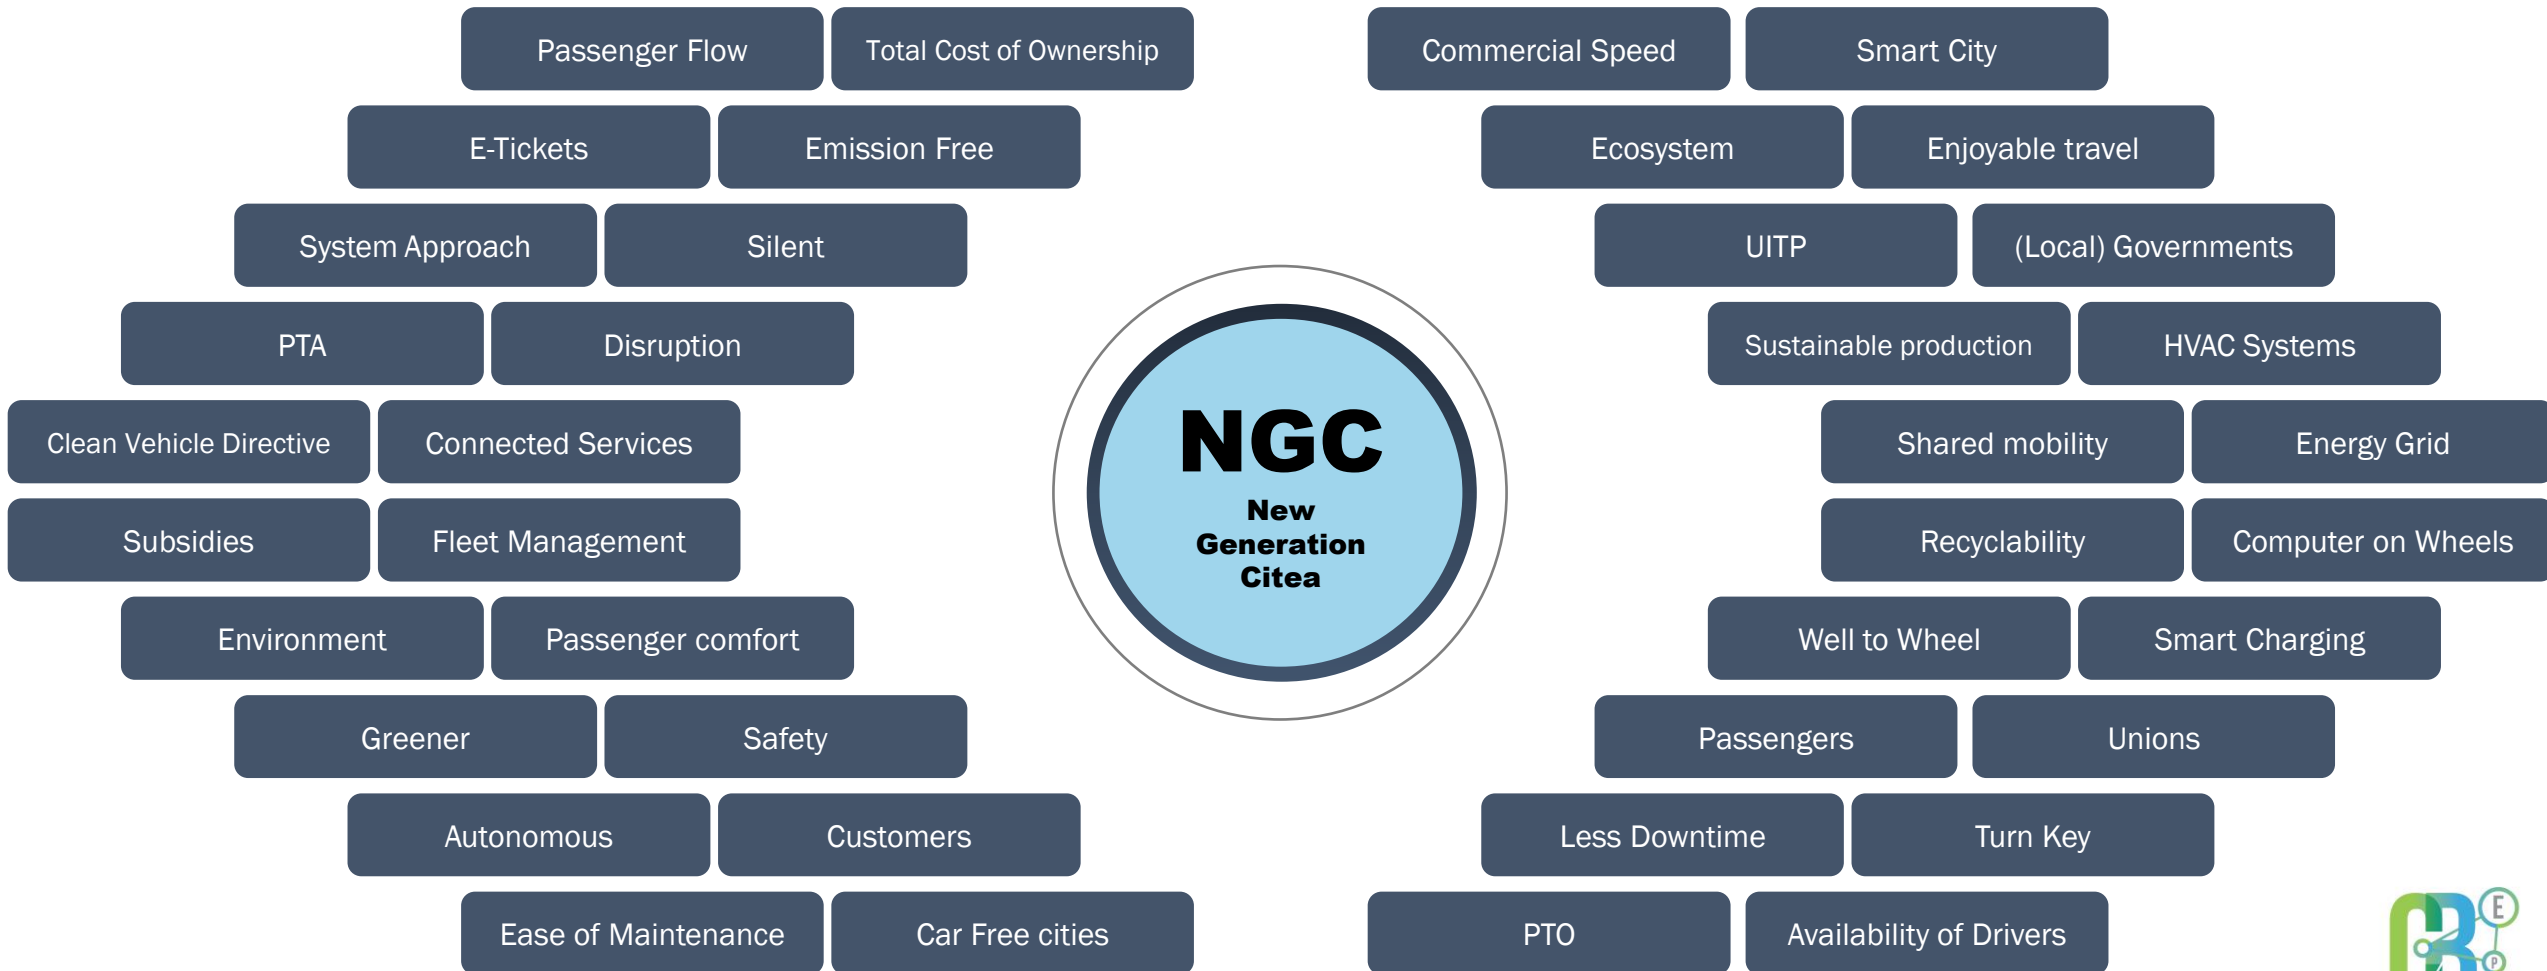 Passenger Flow
Total Cost of Ownership
Commercial Speed
Smart City
E-Tickets
Emission Free
Ecosystem
Enjoyable travel
System Approach
Silent
UITP
(Local) Governments
PTA
Disruption
Sustainable production
HVAC Systems
Clean Vehicle Directive
Connected Services
Shared mobility
Energy Grid
NGC
New
Generation
Citea
Subsidies
Fleet Management
Recyclability
Computer on Wheels
Environment
Passenger comfort
Well to Wheel
Smart Charging
Greener
Safety
Passengers
Unions
Autonomous
Customers
Less Downtime
Turn Key
Ease of Maintenance
Car Free cities
PTO
Availability of Drivers
E
P